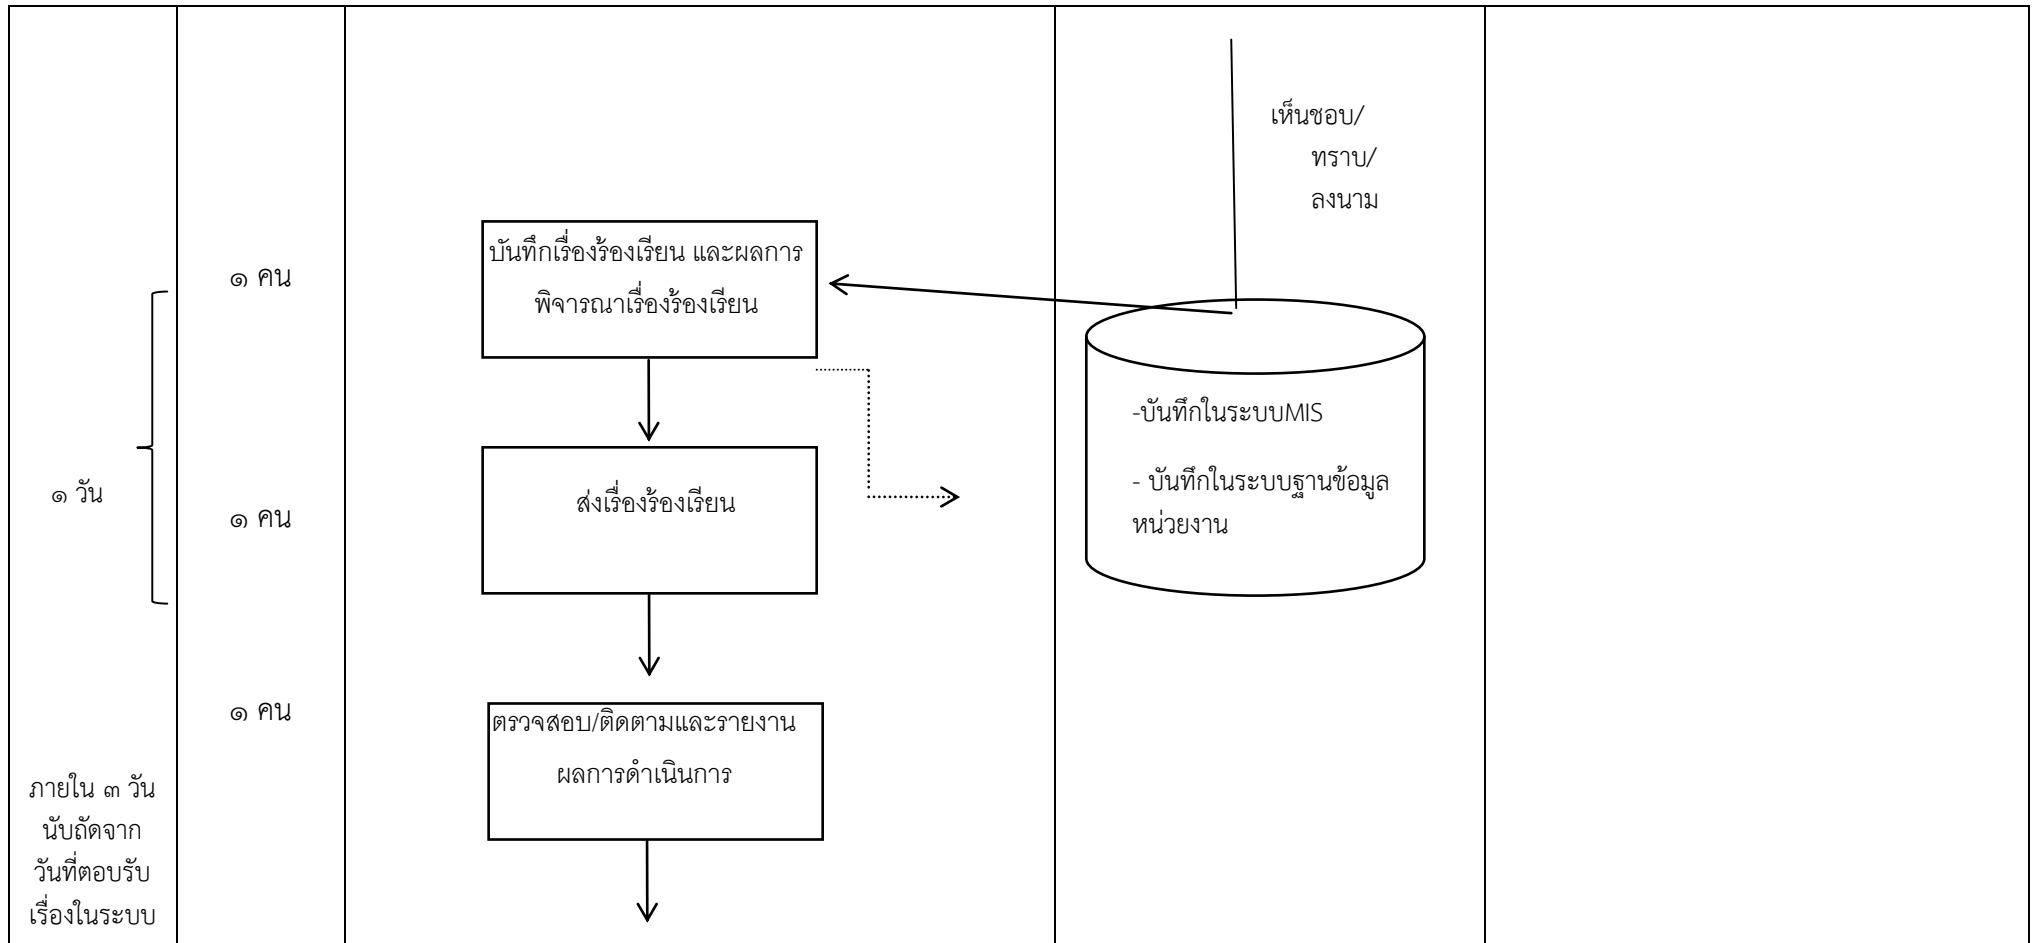 เห็นชอบ/
ทราบ/
ลงนาม
๑ คน
บันทึกเรื่องร้องเรียน และผลการ
พิจารณาเรื่องร้องเรียน
-บันทึกในระบบMIS
- บันทึกในระบบฐานข้อมูล
หน่วยงาน
๑ วัน
๑ คน
ส่งเรื่องร้องเรียน
๑ คน
ตรวจสอบ/ติดตามและรายงาน
ผลการดำเนินการ
ภายใน ๓ วัน
นับถัดจาก
วันที่ตอบรับ
เรื่องในระบบ